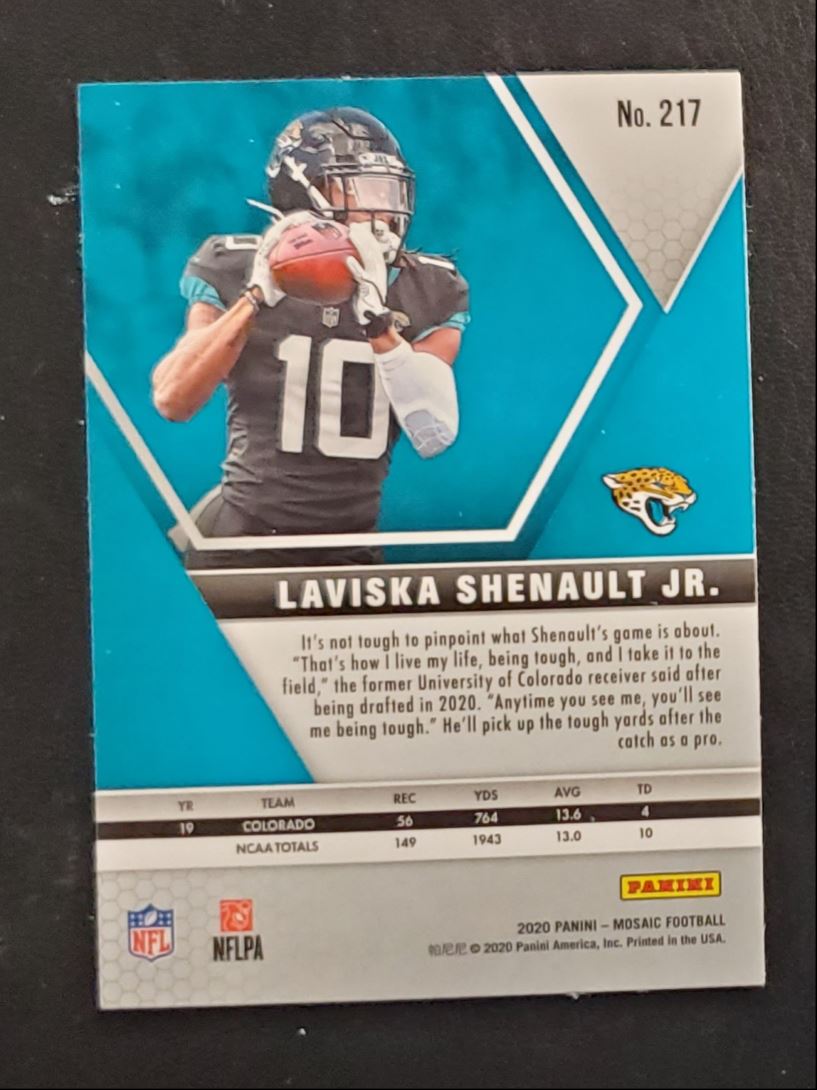 No. 217
10
10
LAVISKA SHENAULT JR.
It's not tough to pinpoint what Shenault's game is about.
"That's how I live my life, being tough, and I take it to the
field," the former University of Colorado receiver said after
being drafted in 2020. "Anytime you see me, you'll see
me being tough." He'll pick up the tough yards after the
catch as a pro.
YR TEAM REC YDS AVG TD
19 COLORADO 56 764 13.6 4
NCAA TOTALS 149 1943 13.0 10
PANINI
NFL
NFLPA
2020 PANINI – MOSAIC FOOTBALL
帕尼尼 © 2020 Panini America, Inc. Printed in the USA.